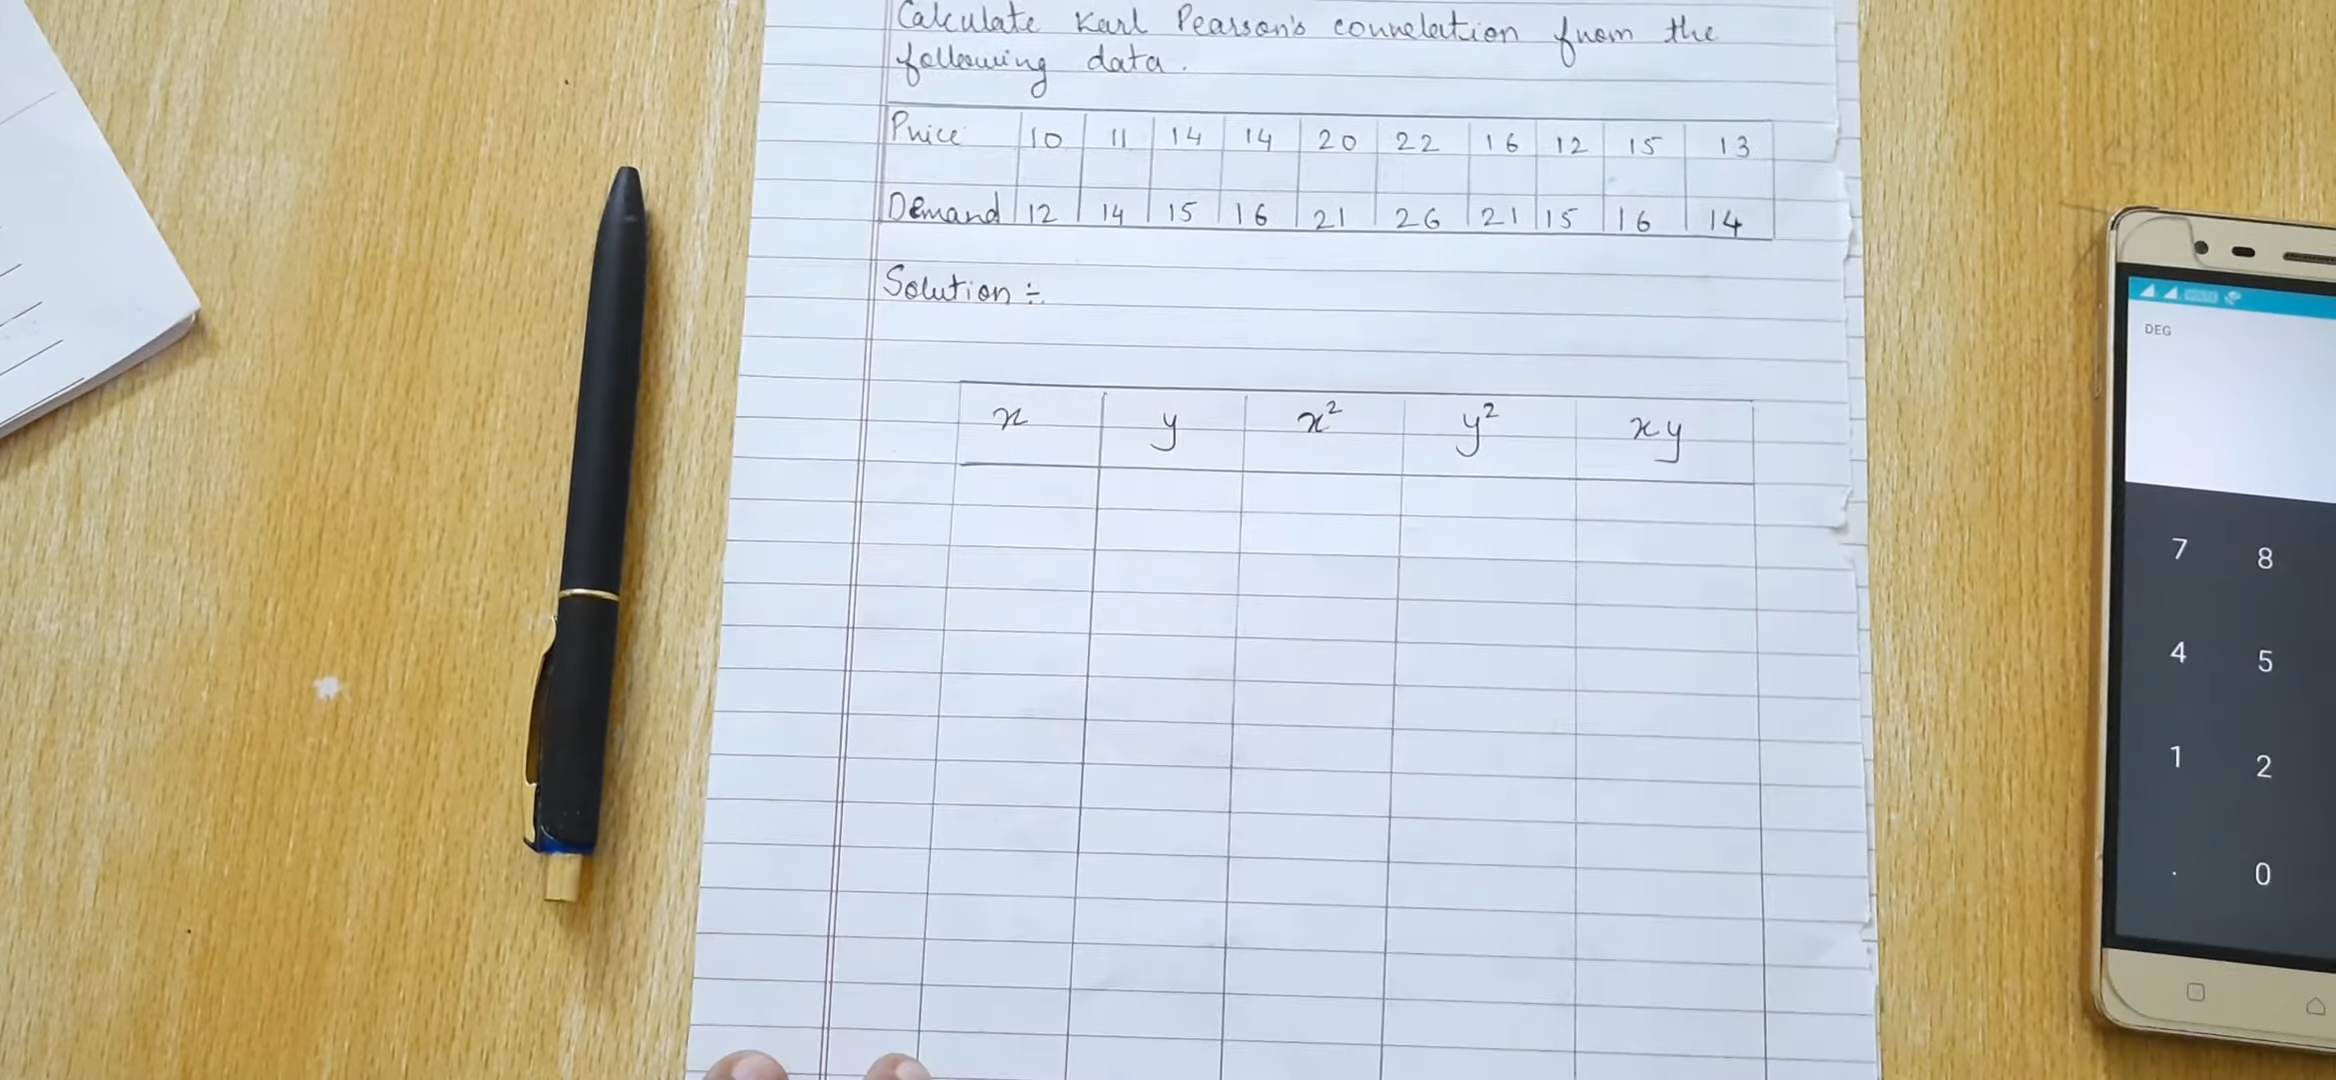 Calculate Karl Pearson's correlation from the
following data.
Price 10 11 14 14 20 22 16 12 15 13
Demand 12 14 15 16 21 26 21 15 16 14
Solution ÷
x y x² y² xy
DEG
7 8
4 5
1 2
. 0